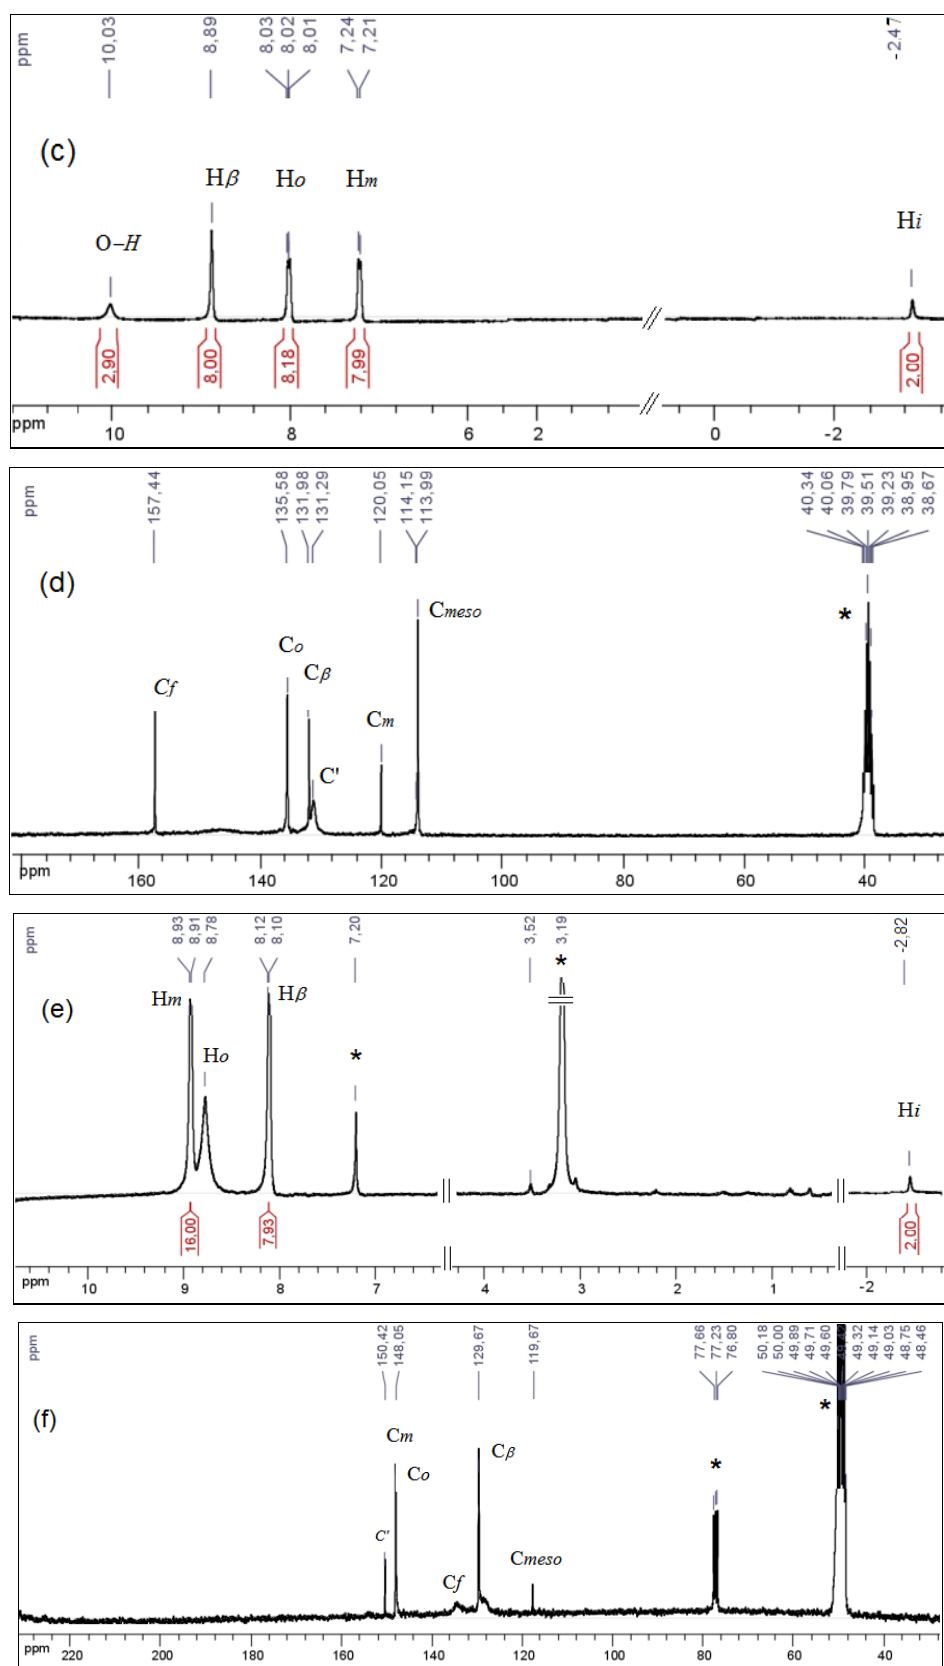 ppm
10,03
8,89
8,03
8,02
8,01
7,24
7,21
-2.47
(c)
Hβ
Ho
Hm
O–H
Hi
2,90
8,00
8,18
7,99
2,00
ppm 10 8 6 2 0 -2
ppm
157,44
135,58
131,98
131,29
120,05
114,15
113,99
40,34
40,06
39,79
39,51
39,23
38,95
38,67
(d)
Cmeso
*
Co
Cβ
Cf
Cm
C'
ppm 160 140 120 100 80 60 40
ppm
8,93
8,91
8,78
8,12
8,10
7,20
3,52
3,19
-2,82
*
Hm
Hβ
(e)
Ho
*
Hi
16,00
7,93
2,00
ppm 10 9 8 7 4 3 2 1 -2
ppm
150,42
148,05
129,67
119,67
77,66
77,23
76,80
50,18
50,00
49,89
49,71
49,60
49,32
49,14
49,03
48,75
48,46
(f)
*
Cm
Cβ
Co
*
C'
Cmeso
Cf
ppm 220 200 180 160 140 120 100 80 60 40